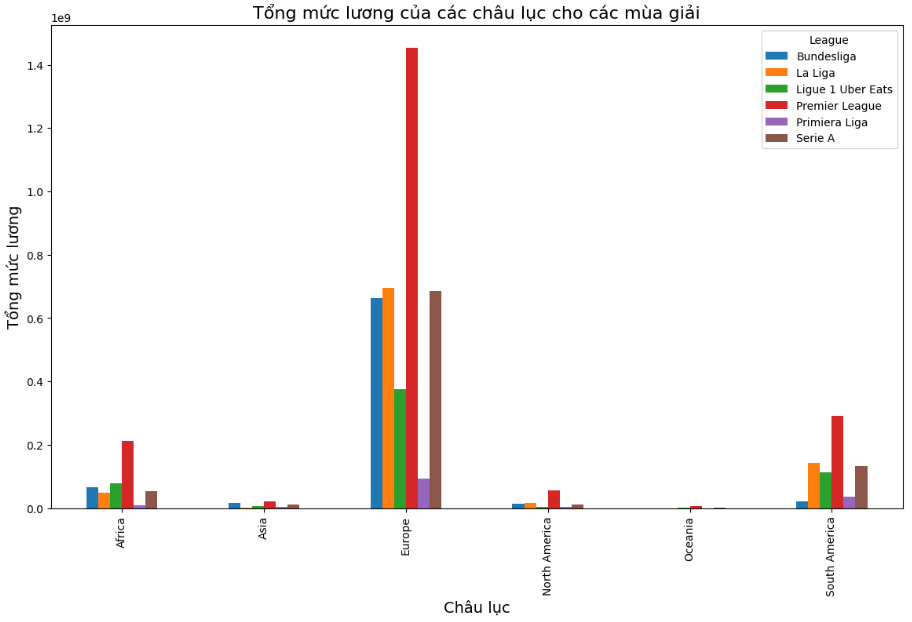 Tổng mức lương của các châu lục cho các mùa giải
1e9
League
Bundesliga
La Liga
Ligue 1 Uber Eats
Premier League
Primiera Liga
Serie A
1.4
1.2
1.0
0.8
0.6
0.4
0.2
0.0
Tổng mức lương
Africa
Asia
Europe
North America
Oceania
South America
Châu lục